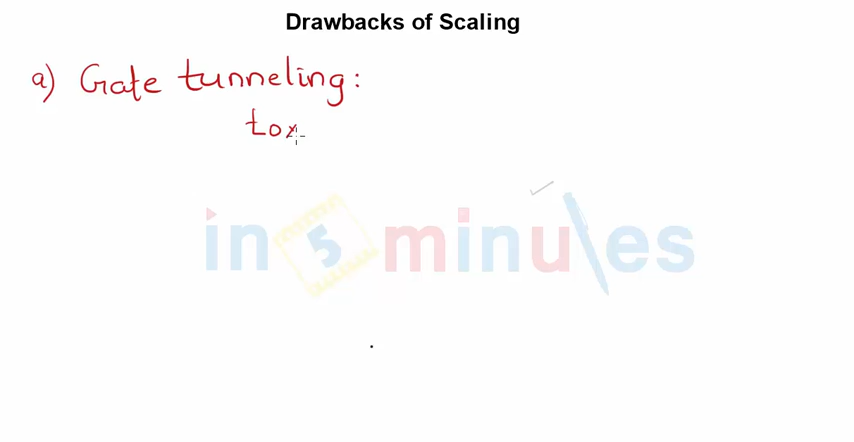 Drawbacks of Scaling
a) Gate tunneling:
tox
in 5 minutes